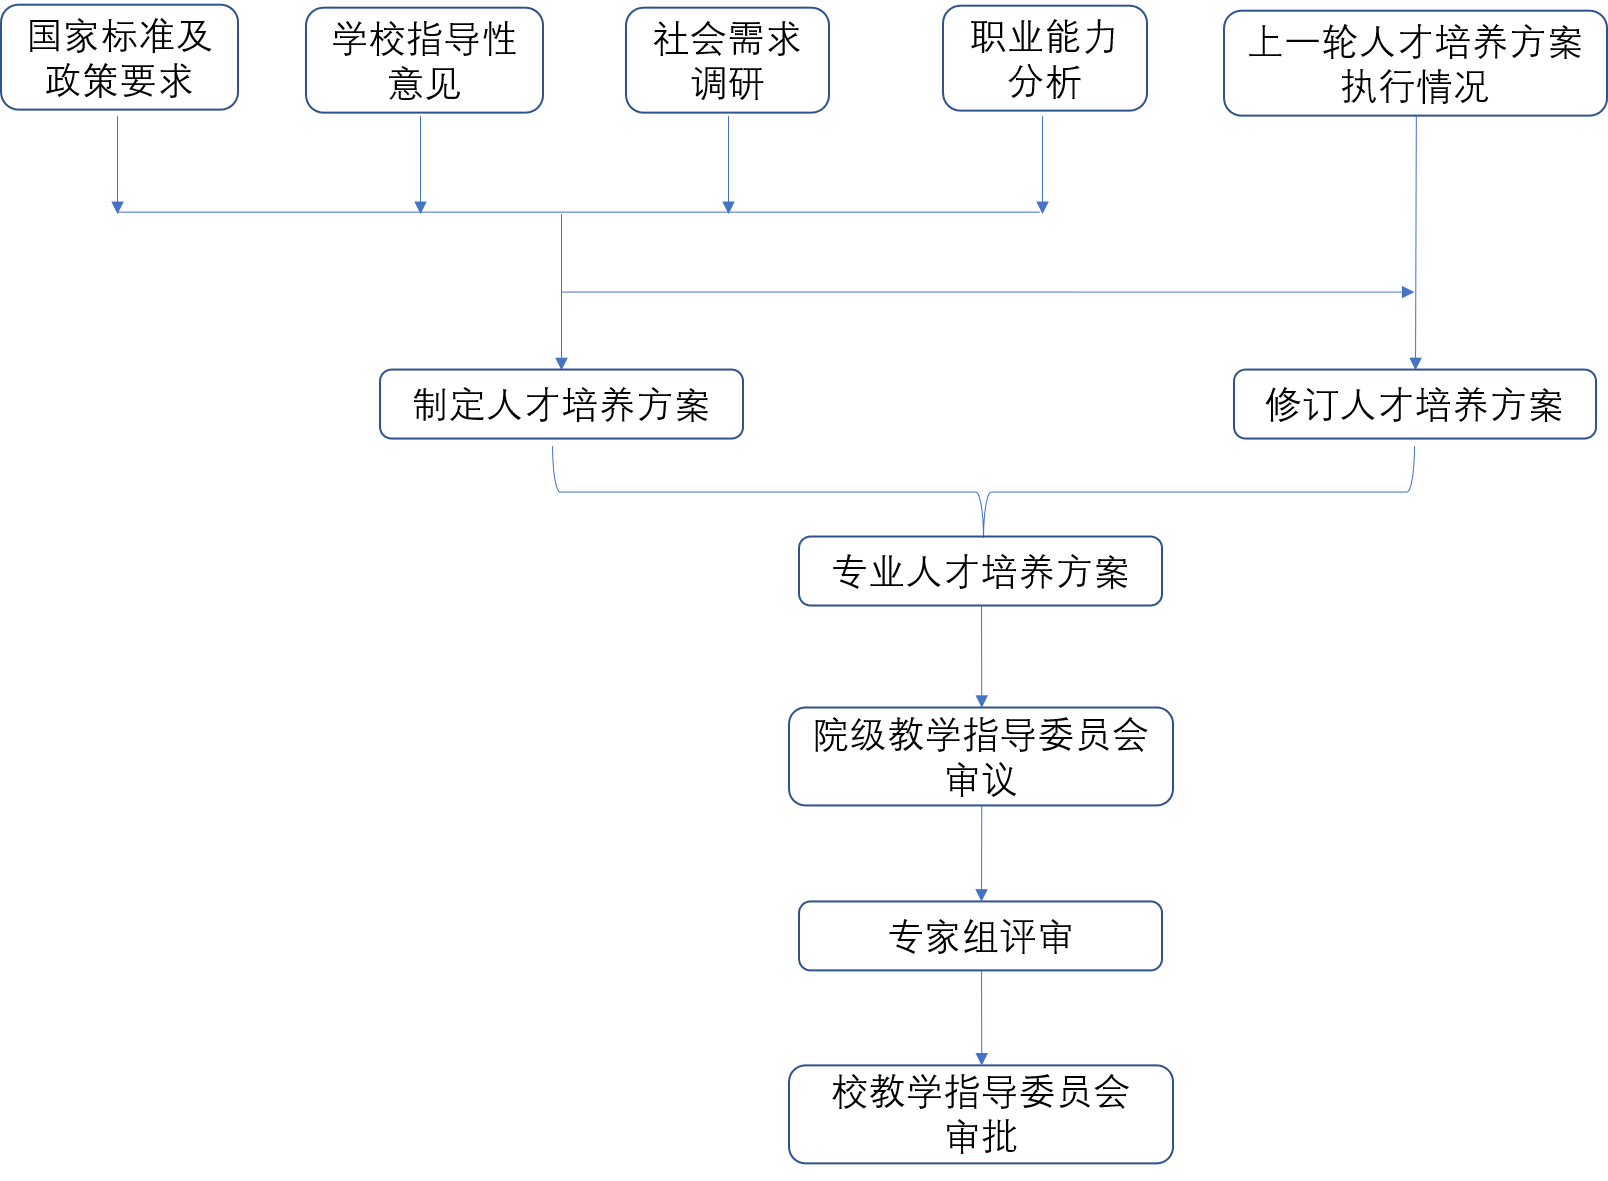 国家标准及
政策要求
学校指导性
意见
社会需求
调研
职业能力
分析
上一轮人才培养方案
执行情况
制定人才培养方案
修订人才培养方案
专业人才培养方案
院级教学指导委员会
审议
专家组评审
校教学指导委员会
审批